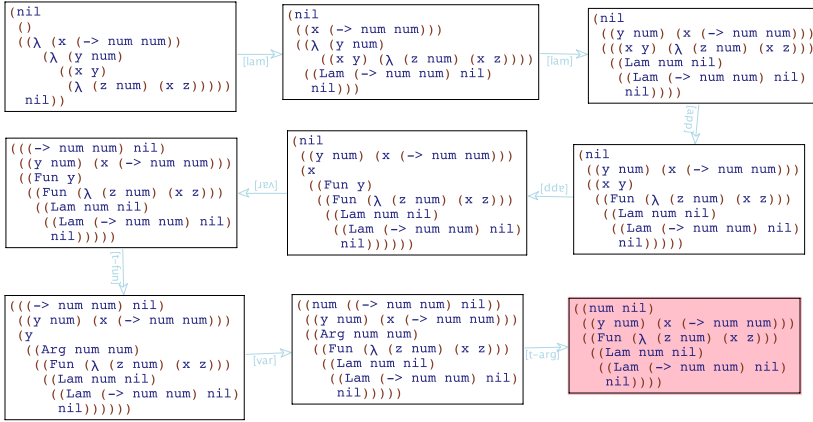 (nil
()
((λ (x (-> num num))
(λ (y num)
((x y)
(λ (z num) (x z)))))
nil))
[lam]
(nil
((x (-> num num)))
((λ (y num)
((x y) (λ (z num) (x z))))
((Lam (-> num num) nil)
nil)))
[lam]
(nil
((y num) (x (-> num num)))
(((x y) (λ (z num) (x z)))
((Lam num nil)
((Lam (-> num num) nil)
nil))))
[app]
(nil
((y num) (x (-> num num)))
((x y)
((Fun (λ (z num) (x z)))
((Lam num nil)
((Lam (-> num num) nil)
nil)))))
[app]
(nil
((y num) (x (-> num num)))
(x
((Fun y)
((Fun (λ (z num) (x z)))
((Lam num nil)
((Lam (-> num num) nil)
nil))))))
[var]
(((-> num num) nil)
((y num) (x (-> num num)))
((Fun y)
((Fun (λ (z num) (x z)))
((Lam num nil)
((Lam (-> num num) nil)
nil)))))
[t-fun]
(((-> num num) nil)
((y num) (x (-> num num)))
(y
((Arg num num)
((Fun (λ (z num) (x z)))
((Lam num nil)
((Lam (-> num num) nil)
nil))))))
[var]
((num ((-> num num) nil))
((y num) (x (-> num num)))
((Arg num num)
((Fun (λ (z num) (x z)))
((Lam num nil)
((Lam (-> num num) nil)
nil)))))
[t-arg]
((num nil)
((y num) (x (-> num num)))
((Fun (λ (z num) (x z)))
((Lam num nil)
((Lam (-> num num) nil)
nil))))